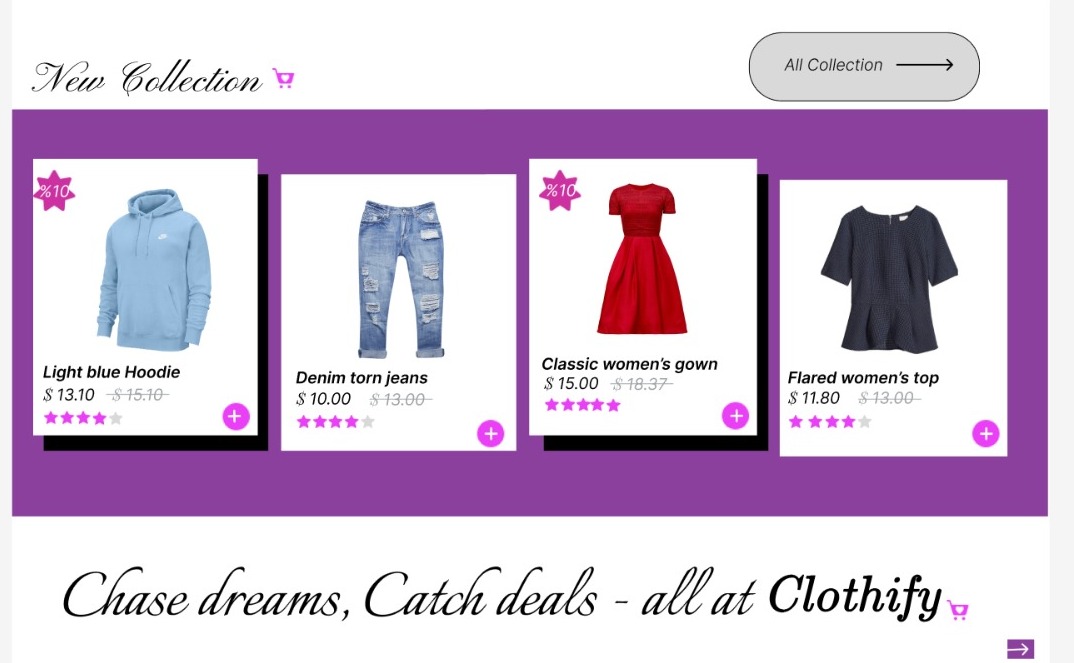 New Collection
All Collection
%10
Light blue Hoodie
$ 13.10 $ 15.10
Denim torn jeans
$ 10.00 $ 13.00
%10
Classic women's gown
$ 15.00 $ 18.37
Flared women's top
$ 11.80 $ 13.00
Chase dreams, Catch deals - all at Clothify